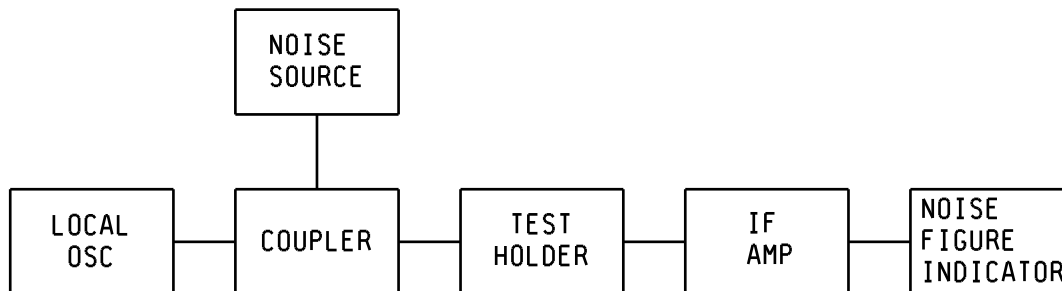 NOISE
SOURCE
LOCAL
OSC
COUPLER
TEST
HOLDER
IF
AMP
NOISE
FIGURE
INDICATOR